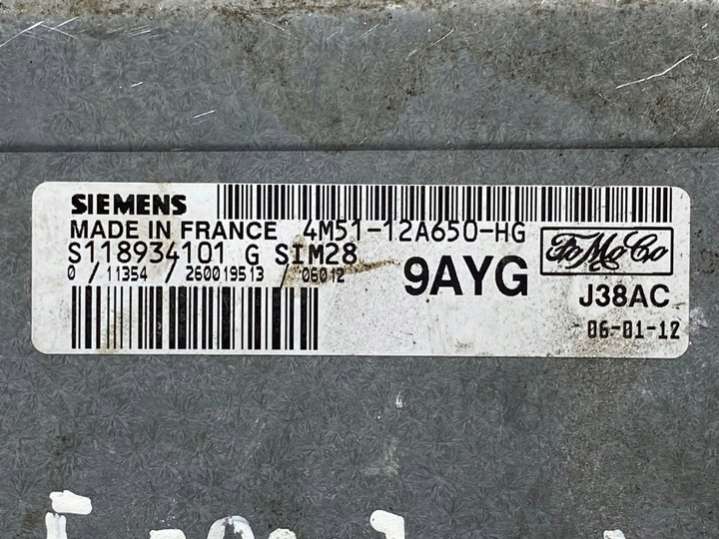 SIEMENS
MADE IN FRANCE 4M51-12A650-HG
S118934101 G SIM28
0 / 11354 / 260019513 / 06012
9AYG
FoMoCo
J38AC
06-01-12